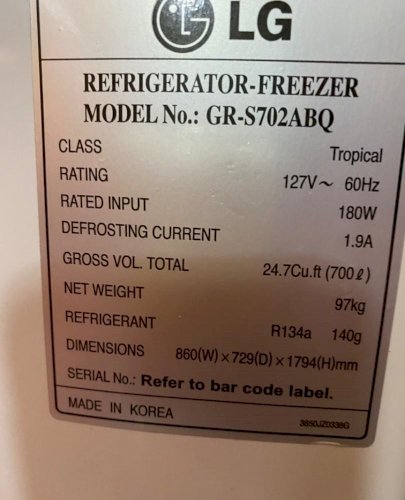 LG
REFRIGERATOR-FREEZER
MODEL No.: GR-S702ABQ
CLASS Tropical
RATING 127V~ 60Hz
RATED INPUT 180W
DEFROSTING CURRENT 1.9A
GROSS VOL. TOTAL 24.7Cu.ft (700ℓ)
NET WEIGHT 97kg
REFRIGERANT R134a 140g
DIMENSIONS 860(W)×729(D)×1794(H)mm
SERIAL No.: Refer to bar code label.
MADE IN KOREA 3850JZ0338G